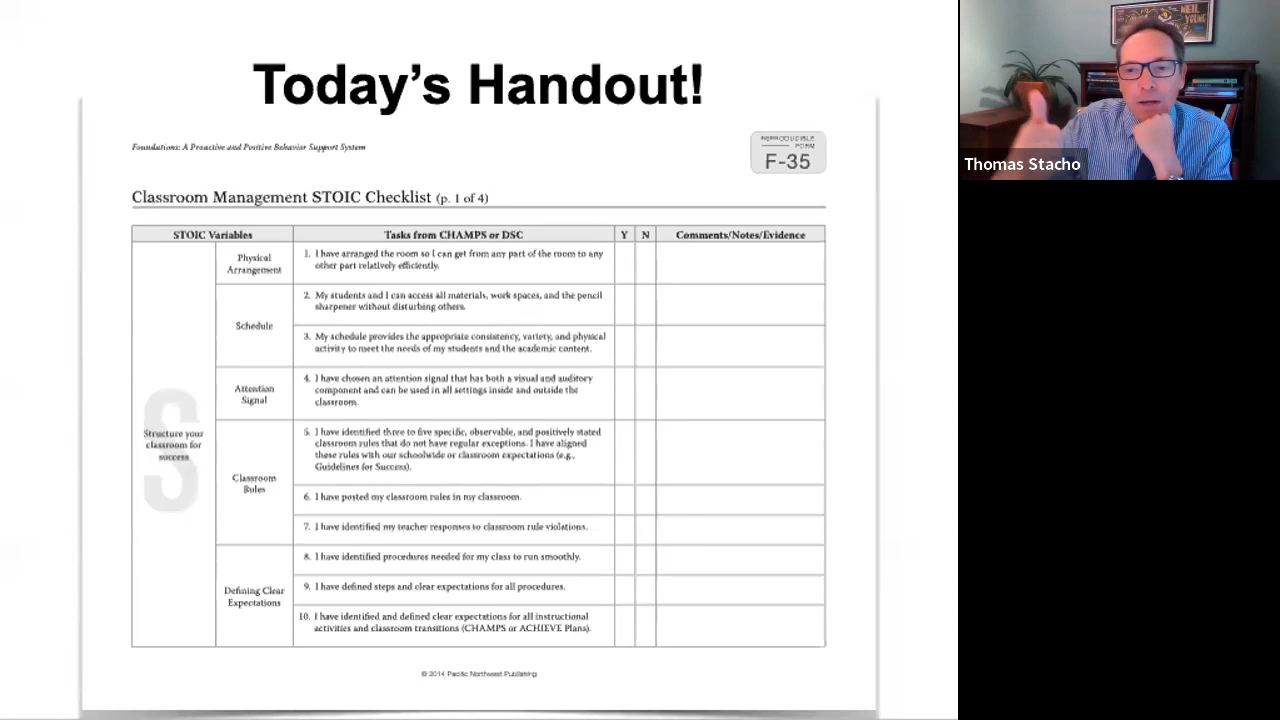 Today's Handout!
Foundations: A Proactive and Positive Behavior Support System
REPRODUCIBLE
FORM
F-35
Classroom Management STOIC Checklist (p. 1 of 4)
STOIC Variables
Tasks from CHAMPS or DSC
Y
N
Comments/Notes/Evidence
S
Structure your
classroom for
success
Physical
Arrangement
1. I have arranged the room so I can get from any part of the room to any
other part relatively efficiently.
Schedule
2. My students and I can access all materials, work spaces, and the pencil
sharpener without disturbing others.
3. My schedule provides the appropriate consistency, variety, and physical
activity to meet the needs of my students and the academic content.
Attention
Signal
4. I have chosen an attention signal that has both a visual and auditory
component and can be used in all settings inside and outside the
classroom.
Classroom
Rules
5. I have identified three to five specific, observable, and positively stated
classroom rules that do not have regular exceptions. I have aligned
these rules with our schoolwide or classroom expectations (e.g.,
Guidelines for Success).
6. I have posted my classroom rules in my classroom.
7. I have identified my teacher responses to classroom rule violations.
Defining Clear
Expectations
8. I have identified procedures needed for my class to run smoothly.
9. I have defined steps and clear expectations for all procedures.
10. I have identified and defined clear expectations for all instructional
activities and classroom transitions (CHAMPS or ACHIEVE Plans).
© 2014 Pacific Northwest Publishing
NEIL
YOUNG
Thomas Stacho